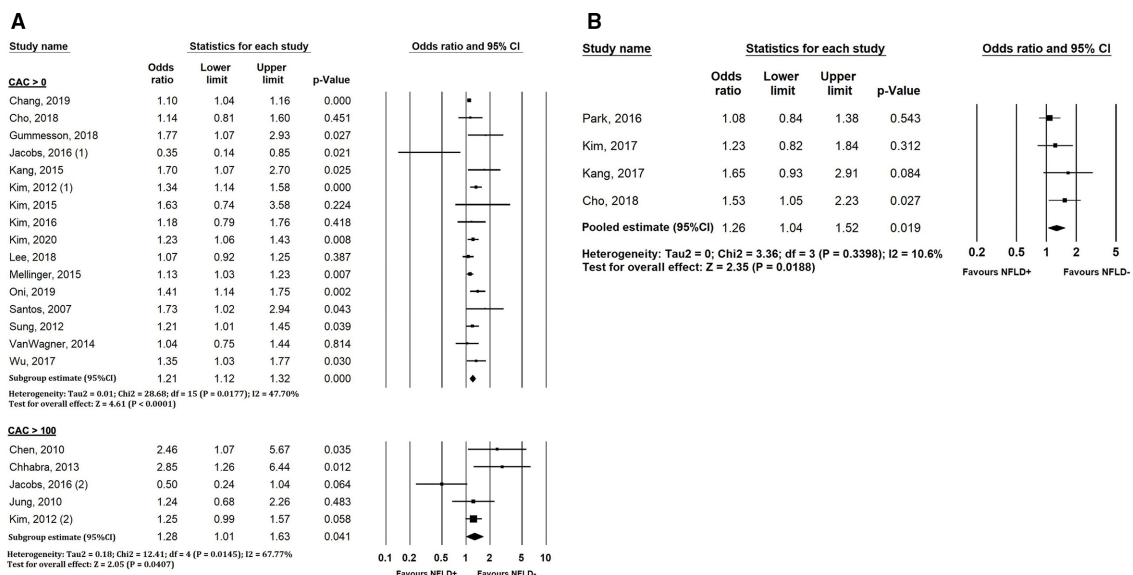 A
Study name Statistics for each study Odds ratio and 95% CI
Odds ratio Lower limit Upper limit p-Value
CAC > 0
Chang, 2019 1.10 1.04 1.16 0.000
Cho, 2018 1.14 0.81 1.60 0.451
Gummesson, 2018 1.77 1.07 2.93 0.027
Jacobs, 2016 (1) 0.35 0.14 0.85 0.021
Kang, 2015 1.70 1.07 2.70 0.025
Kim, 2012 (1) 1.34 1.14 1.58 0.000
Kim, 2015 1.63 0.74 3.58 0.224
Kim, 2016 1.18 0.79 1.76 0.418
Kim, 2020 1.23 1.06 1.43 0.008
Lee, 2018 1.07 0.92 1.25 0.387
Mellinger, 2015 1.13 1.03 1.23 0.007
Oni, 2019 1.41 1.14 1.75 0.002
Santos, 2007 1.73 1.02 2.94 0.043
Sung, 2012 1.21 1.01 1.45 0.039
VanWagner, 2014 1.04 0.75 1.44 0.814
Wu, 2017 1.35 1.03 1.77 0.030
Subgroup estimate (95%CI) 1.21 1.12 1.32 0.000
Heterogeneity: Tau2 = 0.01; Chi2 = 28.68; df = 15 (P = 0.0177); I2 = 47.70%
Test for overall effect: Z = 4.61 (P < 0.0001)
CAC > 100
Chen, 2010 2.46 1.07 5.67 0.035
Chhabra, 2013 2.85 1.26 6.44 0.012
Jacobs, 2016 (2) 0.50 0.24 1.04 0.064
Jung, 2010 1.24 0.68 2.26 0.483
Kim, 2012 (2) 1.25 0.99 1.57 0.058
Subgroup estimate (95%CI) 1.28 1.01 1.63 0.041
Heterogeneity: Tau2 = 0.18; Chi2 = 12.41; df = 4 (P = 0.0145); I2 = 67.77%
Test for overall effect: Z = 2.05 (P = 0.0407)
0.1 0.2 0.5 1 2 5 10
Favours NFLD+ Favours NFLD-
B
Study name Statistics for each study Odds ratio and 95% CI
Odds ratio Lower limit Upper limit p-Value
Park, 2016 1.08 0.84 1.38 0.543
Kim, 2017 1.23 0.82 1.84 0.312
Kang, 2017 1.65 0.93 2.91 0.084
Cho, 2018 1.53 1.05 2.23 0.027
Pooled estimate (95%CI) 1.26 1.04 1.52 0.019
Heterogeneity: Tau2 = 0; Chi2 = 3.36; df = 3 (P = 0.3398); I2 = 10.6%
Test for overall effect: Z = 2.35 (P = 0.0188)
0.2 0.5 1 2 5
Favours NFLD+ Favours NFLD-